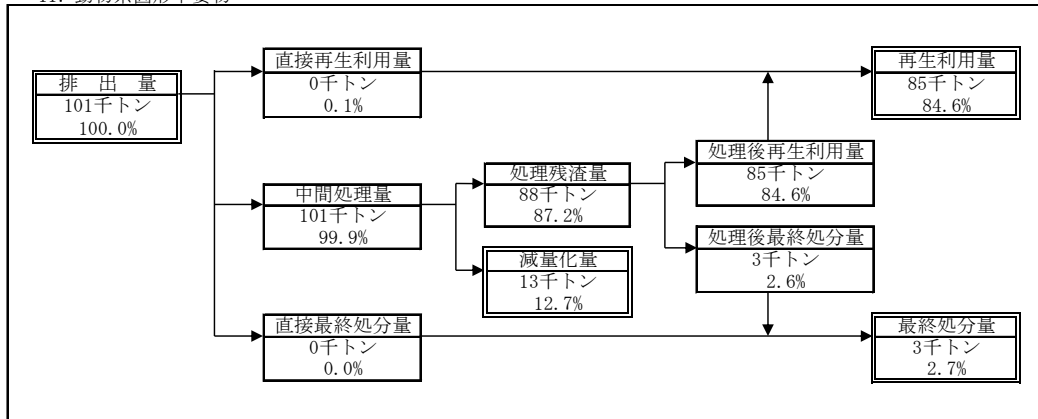 排 出 量
101千トン
100.0%
直接再生利用量
0千トン
0.1%
再生利用量
85千トン
84.6%
中間処理量
101千トン
99.9%
処理残渣量
88千トン
87.2%
処理後再生利用量
85千トン
84.6%
減量化量
13千トン
12.7%
処理後最終処分量
3千トン
2.6%
直接最終処分量
0千トン
0.0%
最終処分量
3千トン
2.7%